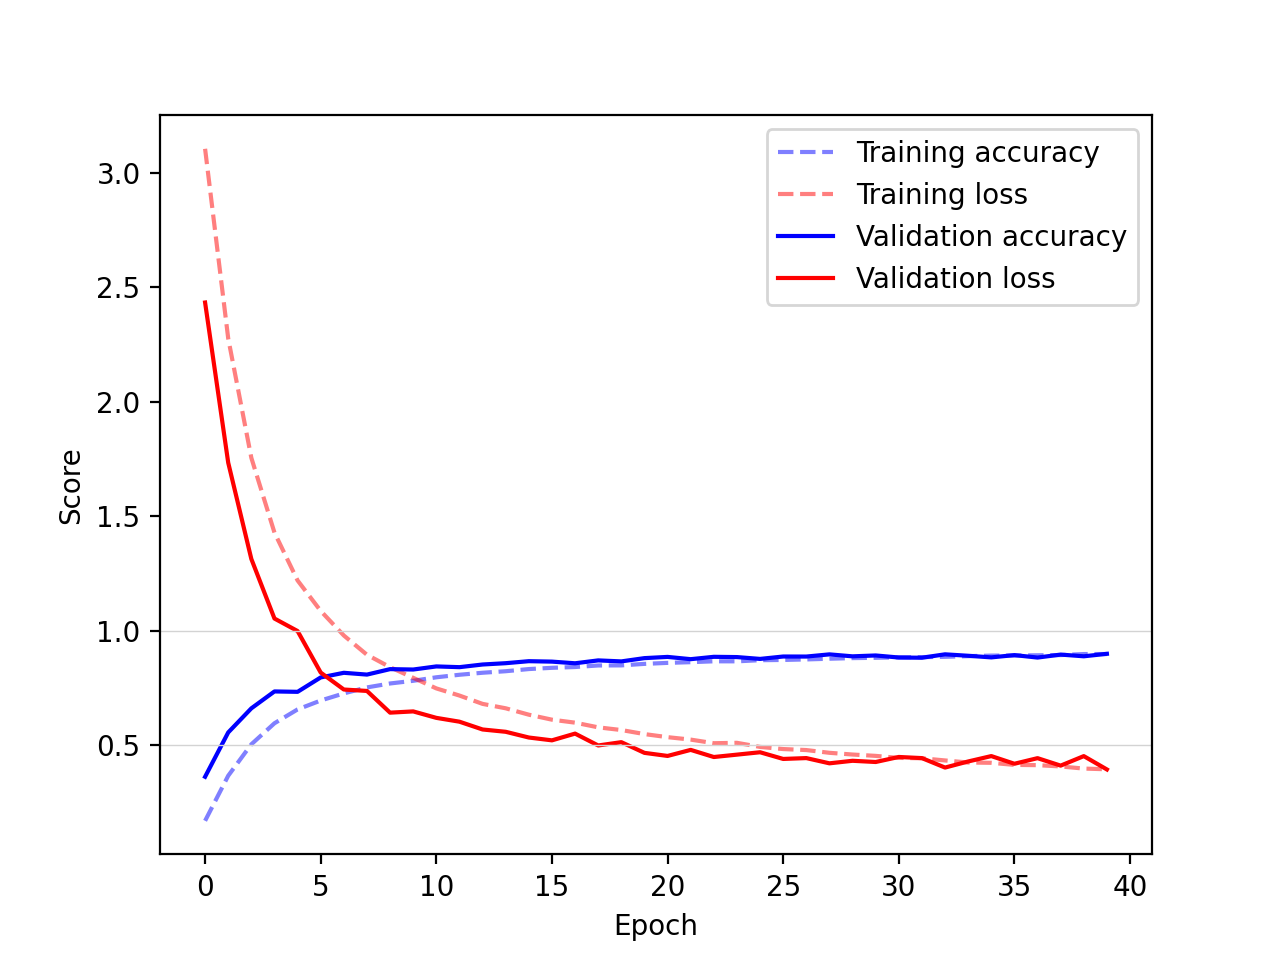 Training accuracy
Training loss
Validation accuracy
Validation loss
3.0
2.5
2.0
1.5
1.0
0.5
Score
0 5 10 15 20 25 30 35 40
Epoch